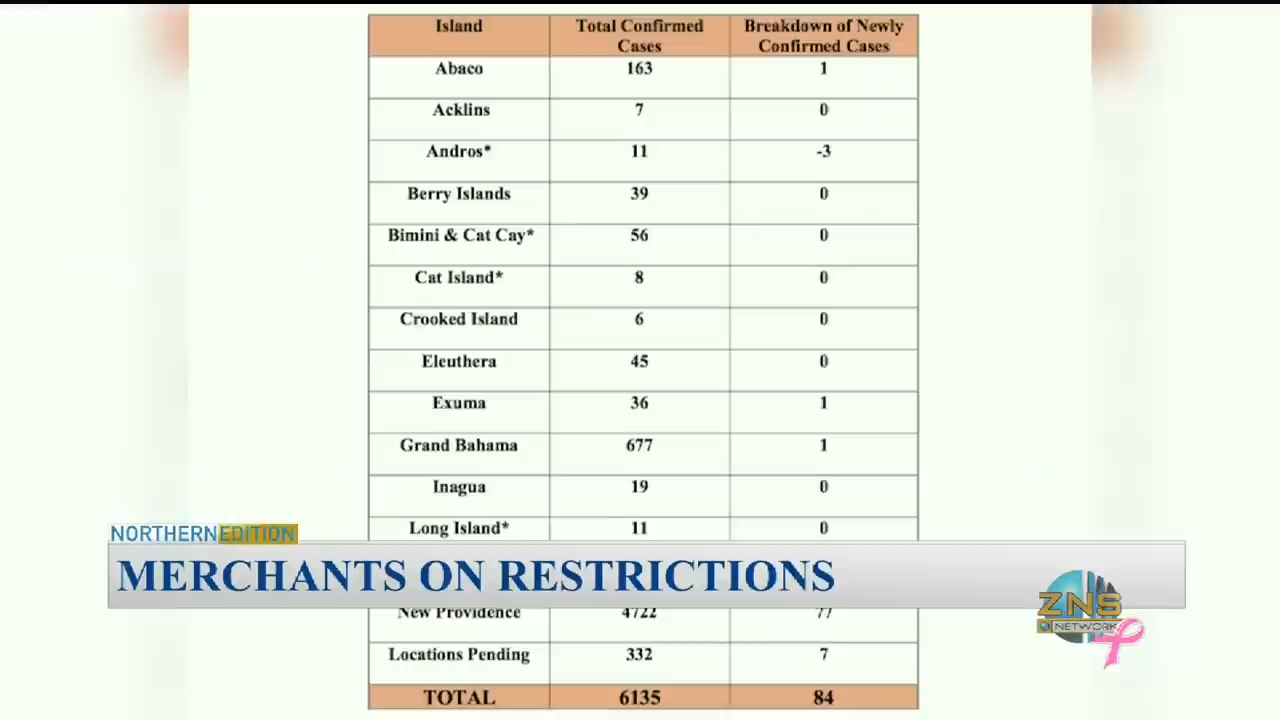 Island Total Confirmed Cases Breakdown of Newly Confirmed Cases
Abaco 163 1
Acklins 7 0
Andros* 11 -3
Berry Islands 39 0
Bimini & Cat Cay* 56 0
Cat Island* 8 0
Crooked Island 6 0
Eleuthera 45 0
Exuma 36 1
Grand Bahama 677 1
Inagua 19 0
Long Island* 11 0
NORTHERNEDITION
MERCHANTS ON RESTRICTIONS
ZNS
NETWORK
New Providence 4722 77
Locations Pending 332 7
TOTAL 6135 84